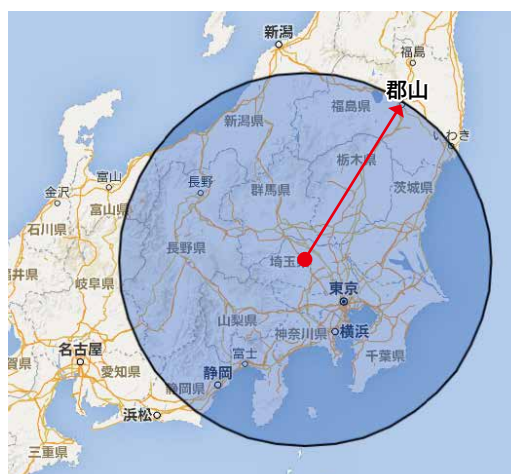 新潟
福島
郡山
福島県
新潟県
いわき
栃木県
富山
長野
群馬県
茨城県
金沢
富山県
石川県
長野県
埼玉
岐阜県
東京
山梨県
神奈川県
横浜
千葉県
名古屋
富士
静岡
愛知県
静岡県
浜松
三重県